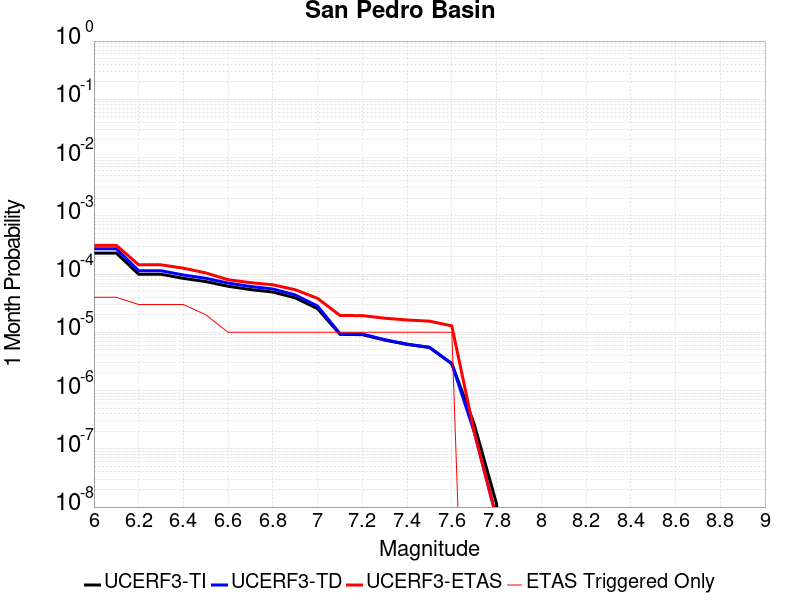 San Pedro Basin
10^0
10^-1
10^-2
10^-3
10^-4
10^-5
10^-6
10^-7
10^-8
1 Month Probability
6 6.2 6.4 6.6 6.8 7 7.2 7.4 7.6 7.8 8 8.2 8.4 8.6 8.8 9
Magnitude
UCERF3-TI UCERF3-TD UCERF3-ETAS ETAS Triggered Only